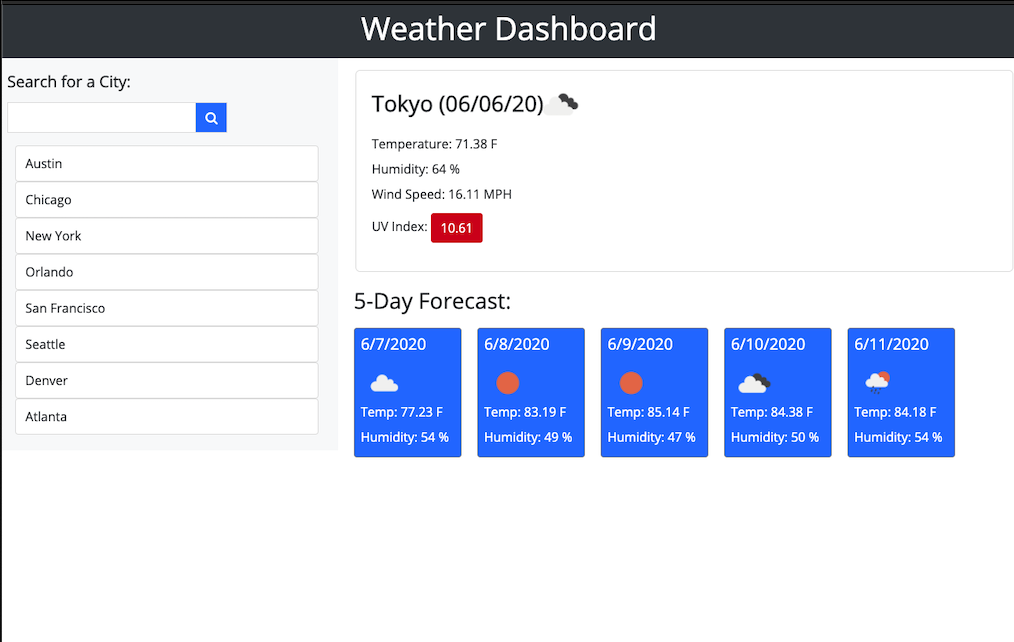 Weather Dashboard
Search for a City:
Austin
Chicago
New York
Orlando
San Francisco
Seattle
Denver
Atlanta
Tokyo (06/06/20)
Temperature: 71.38 F
Humidity: 64 %
Wind Speed: 16.11 MPH
UV Index: 10.61
5-Day Forecast:
6/7/2020
Temp: 77.23 F
Humidity: 54 %
6/8/2020
Temp: 83.19 F
Humidity: 49 %
6/9/2020
Temp: 85.14 F
Humidity: 47 %
6/10/2020
Temp: 84.38 F
Humidity: 50 %
6/11/2020
Temp: 84.18 F
Humidity: 54 %